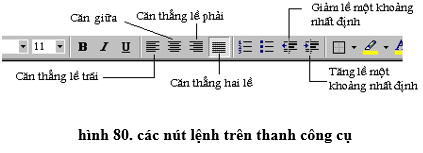 Căn giữa
Căn thẳng lề phải
Giảm lề một khoảng
nhất định
11
B I U
A
Căn thẳng lề trái
Căn thẳng hai lề
Tăng lề một
khoảng nhất định
hình 80. các nút lệnh trên thanh công cụ